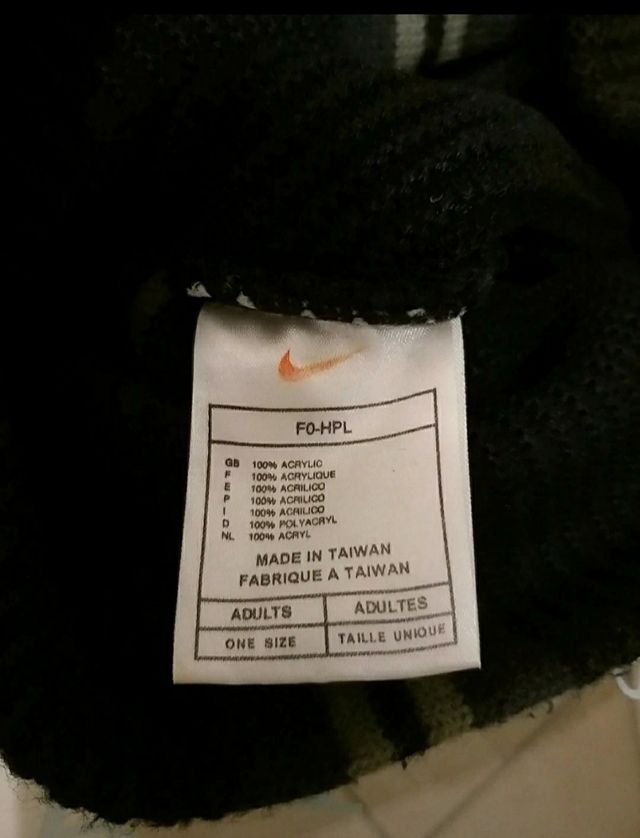 F0-HPL
GB 100% ACRYLIC
F 100% ACRYLIQUE
E 100% ACRILICO
P 100% ACRILICO
I 100% ACRILICO
D 100% POLYACRYL
NL 100% ACRYL
MADE IN TAIWAN
FABRIQUE A TAIWAN
ADULTS ADULTES
ONE SIZE TAILLE UNIQUE